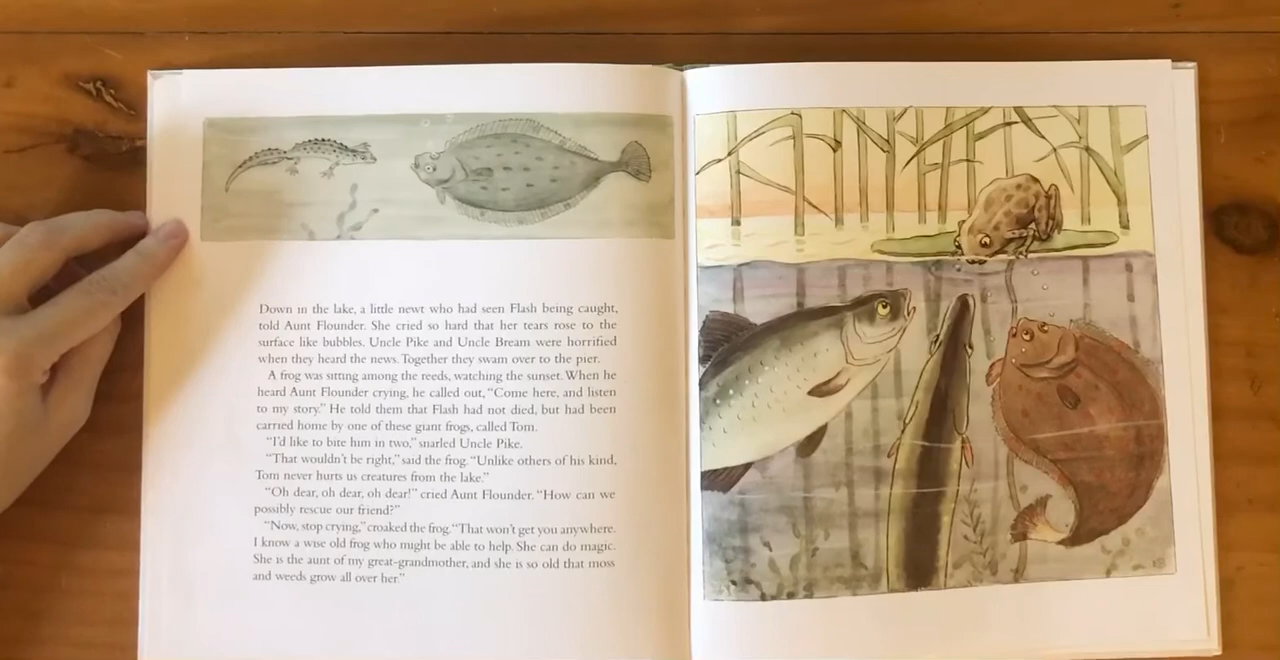 Down in the lake, a little newt who had seen Flash being caught,
told Aunt Flounder. She cried so hard that her tears rose to the
surface like bubbles. Uncle Pike and Uncle Bream were horrified
when they heard the news. Together they swam over to the pier.
A frog was sitting among the reeds, watching the sunset. When he
heard Aunt Flounder crying, he called out, “Come here, and listen
to my story.” He told them that Flash had not died, but had been
carried home by one of these giant frogs, called Tom.
“I’d like to bite him in two,” snarled Uncle Pike.
“That wouldn’t be right,” said the frog. “Unlike others of his kind,
Tom never hurts us creatures from the lake.”
“Oh dear, oh dear, oh dear!” cried Aunt Flounder. “How can we
possibly rescue our friend?”
“Now, stop crying,” croaked the frog. “That won’t get you anywhere.
I know a wise old frog who might be able to help. She can do magic.
She is the aunt of my great-grandmother, and she is so old that moss
and weeds grow all over her.”